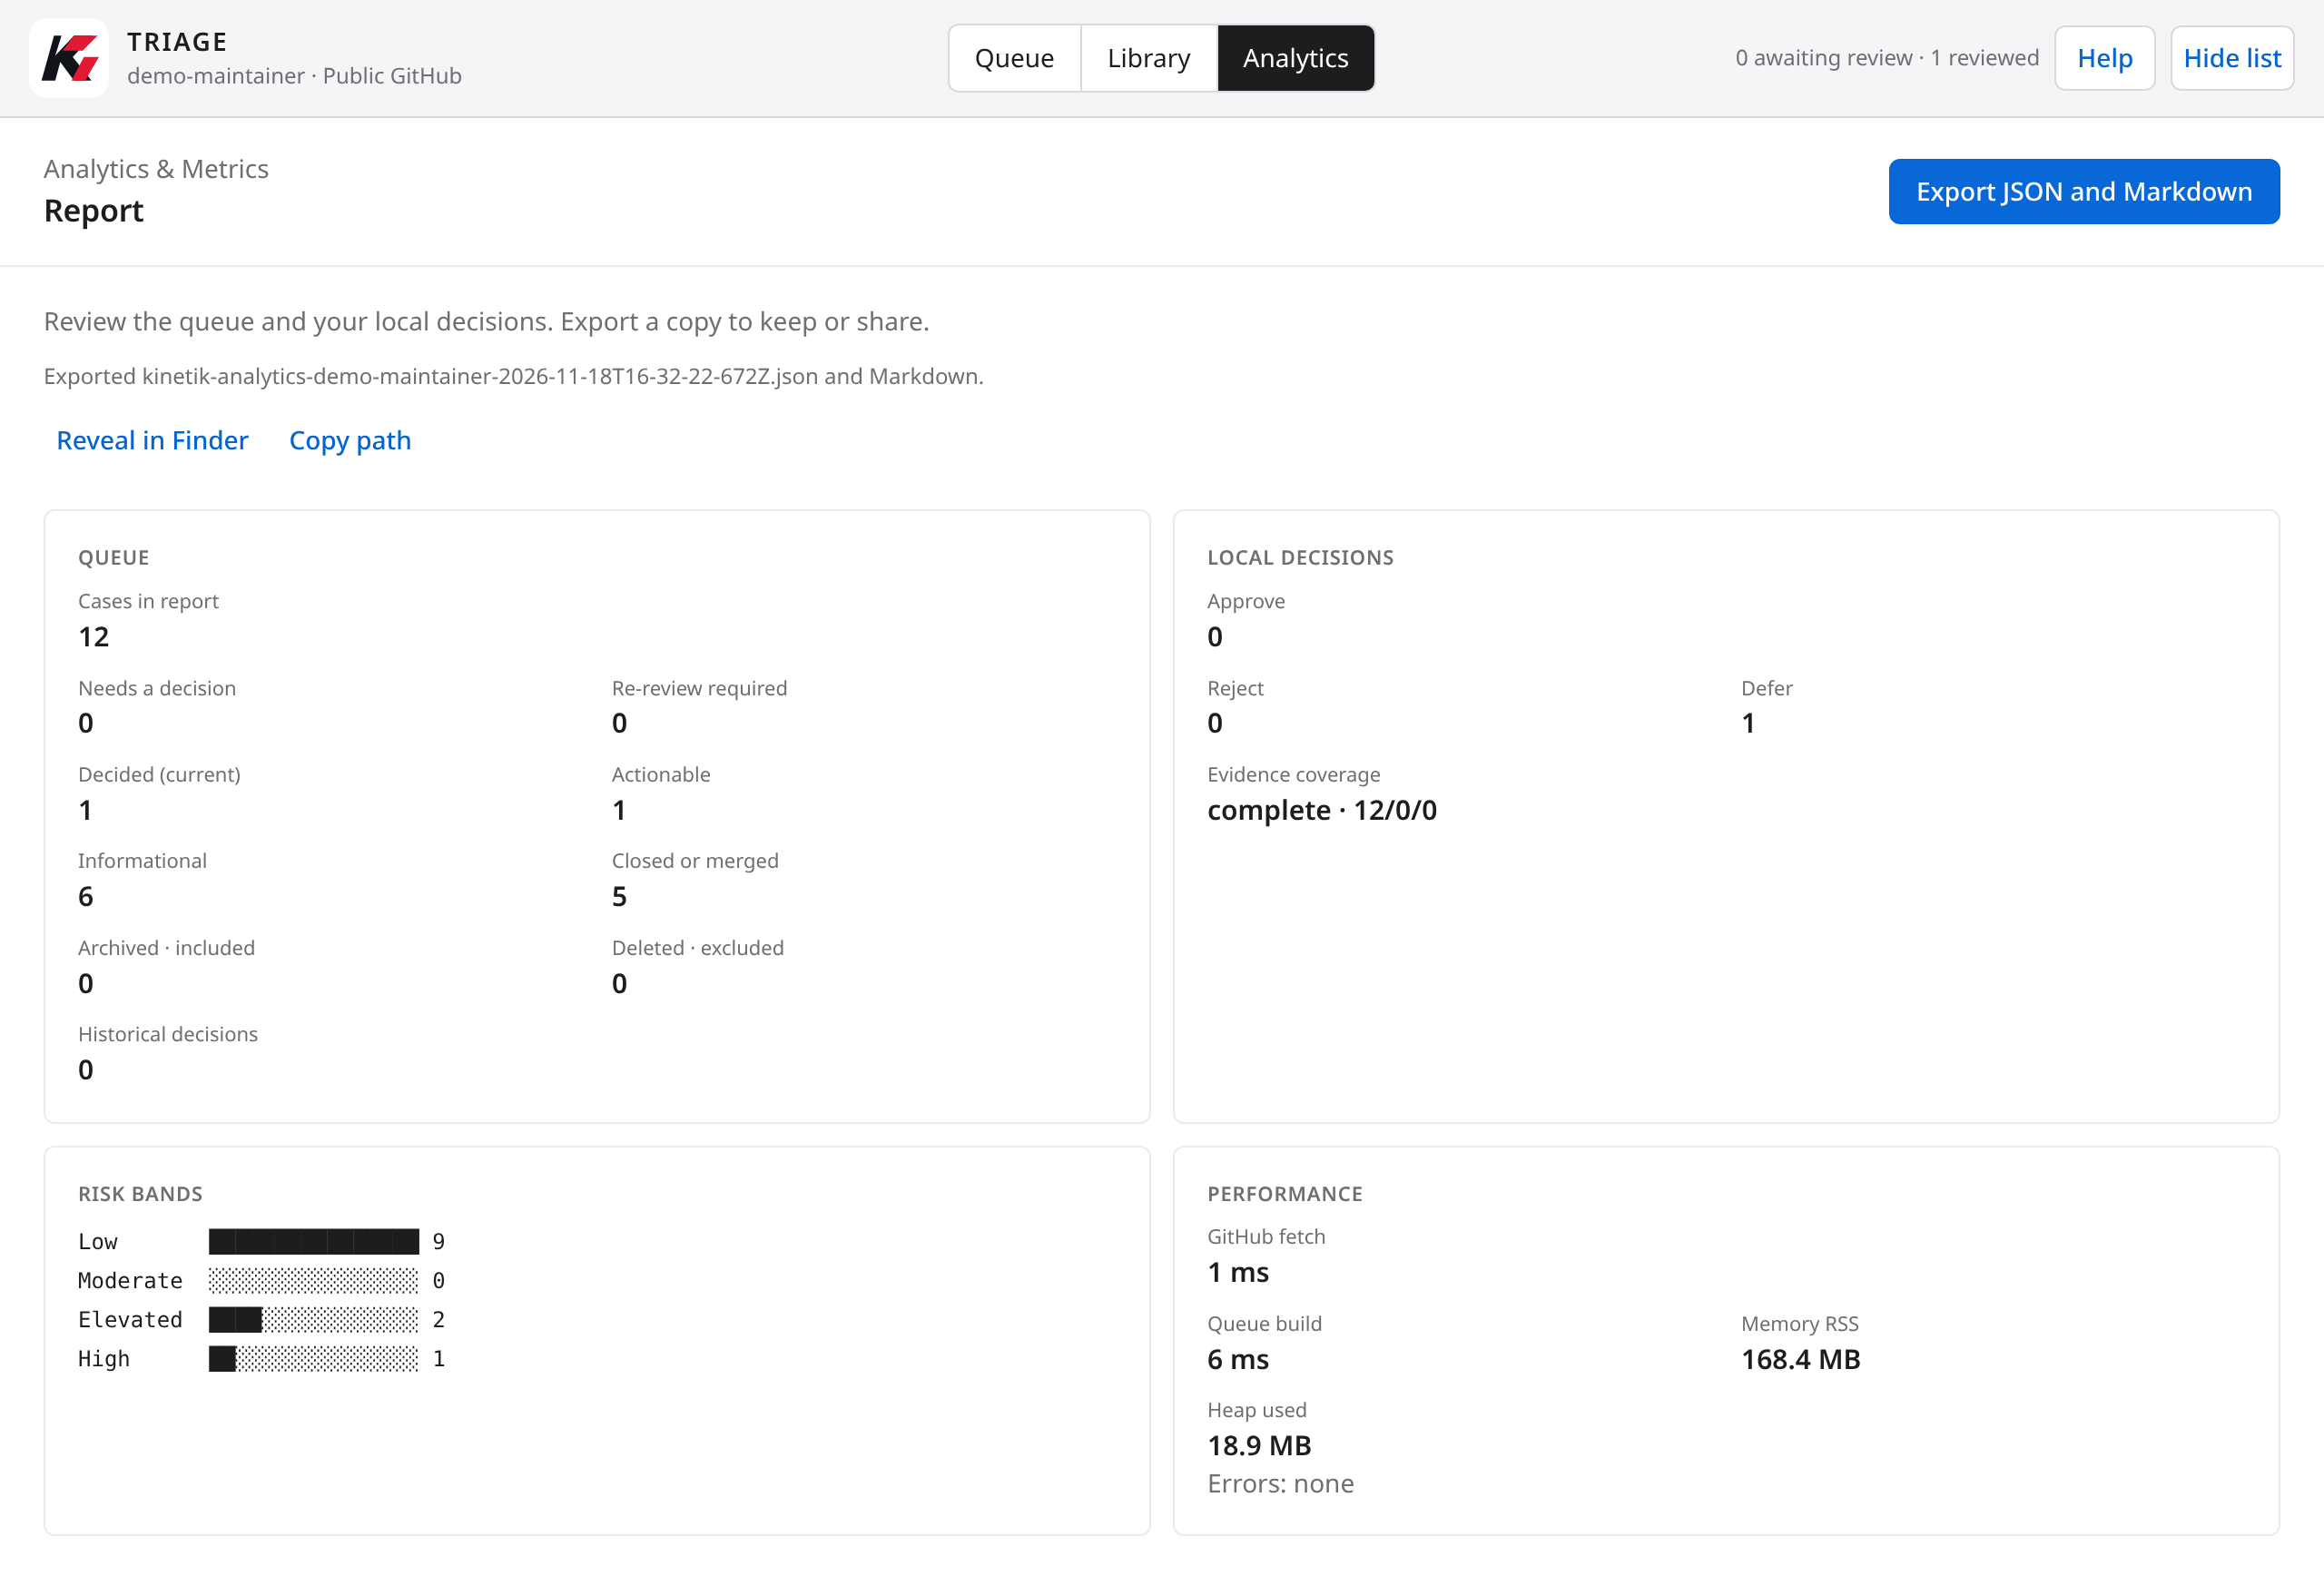 TRIAGE
demo-maintainer · Public GitHub
Queue
Library
Analytics
0 awaiting review · 1 reviewed
Help
Hide list
Analytics & Metrics
Report
Export JSON and Markdown
Review the queue and your local decisions. Export a copy to keep or share.
Exported kinetik-analytics-demo-maintainer-2026-11-18T16-32-22-672Z.json and Markdown.
Reveal in Finder
Copy path
QUEUE
Cases in report
12
Needs a decision
0
Re-review required
0
Decided (current)
1
Actionable
1
Informational
6
Closed or merged
5
Archived · included
0
Deleted · excluded
0
Historical decisions
0
LOCAL DECISIONS
Approve
0
Reject
0
Defer
1
Evidence coverage
complete · 12/0/0
RISK BANDS
Low 9
Moderate 0
Elevated 2
High 1
PERFORMANCE
GitHub fetch
1 ms
Queue build
6 ms
Memory RSS
168.4 MB
Heap used
18.9 MB
Errors: none